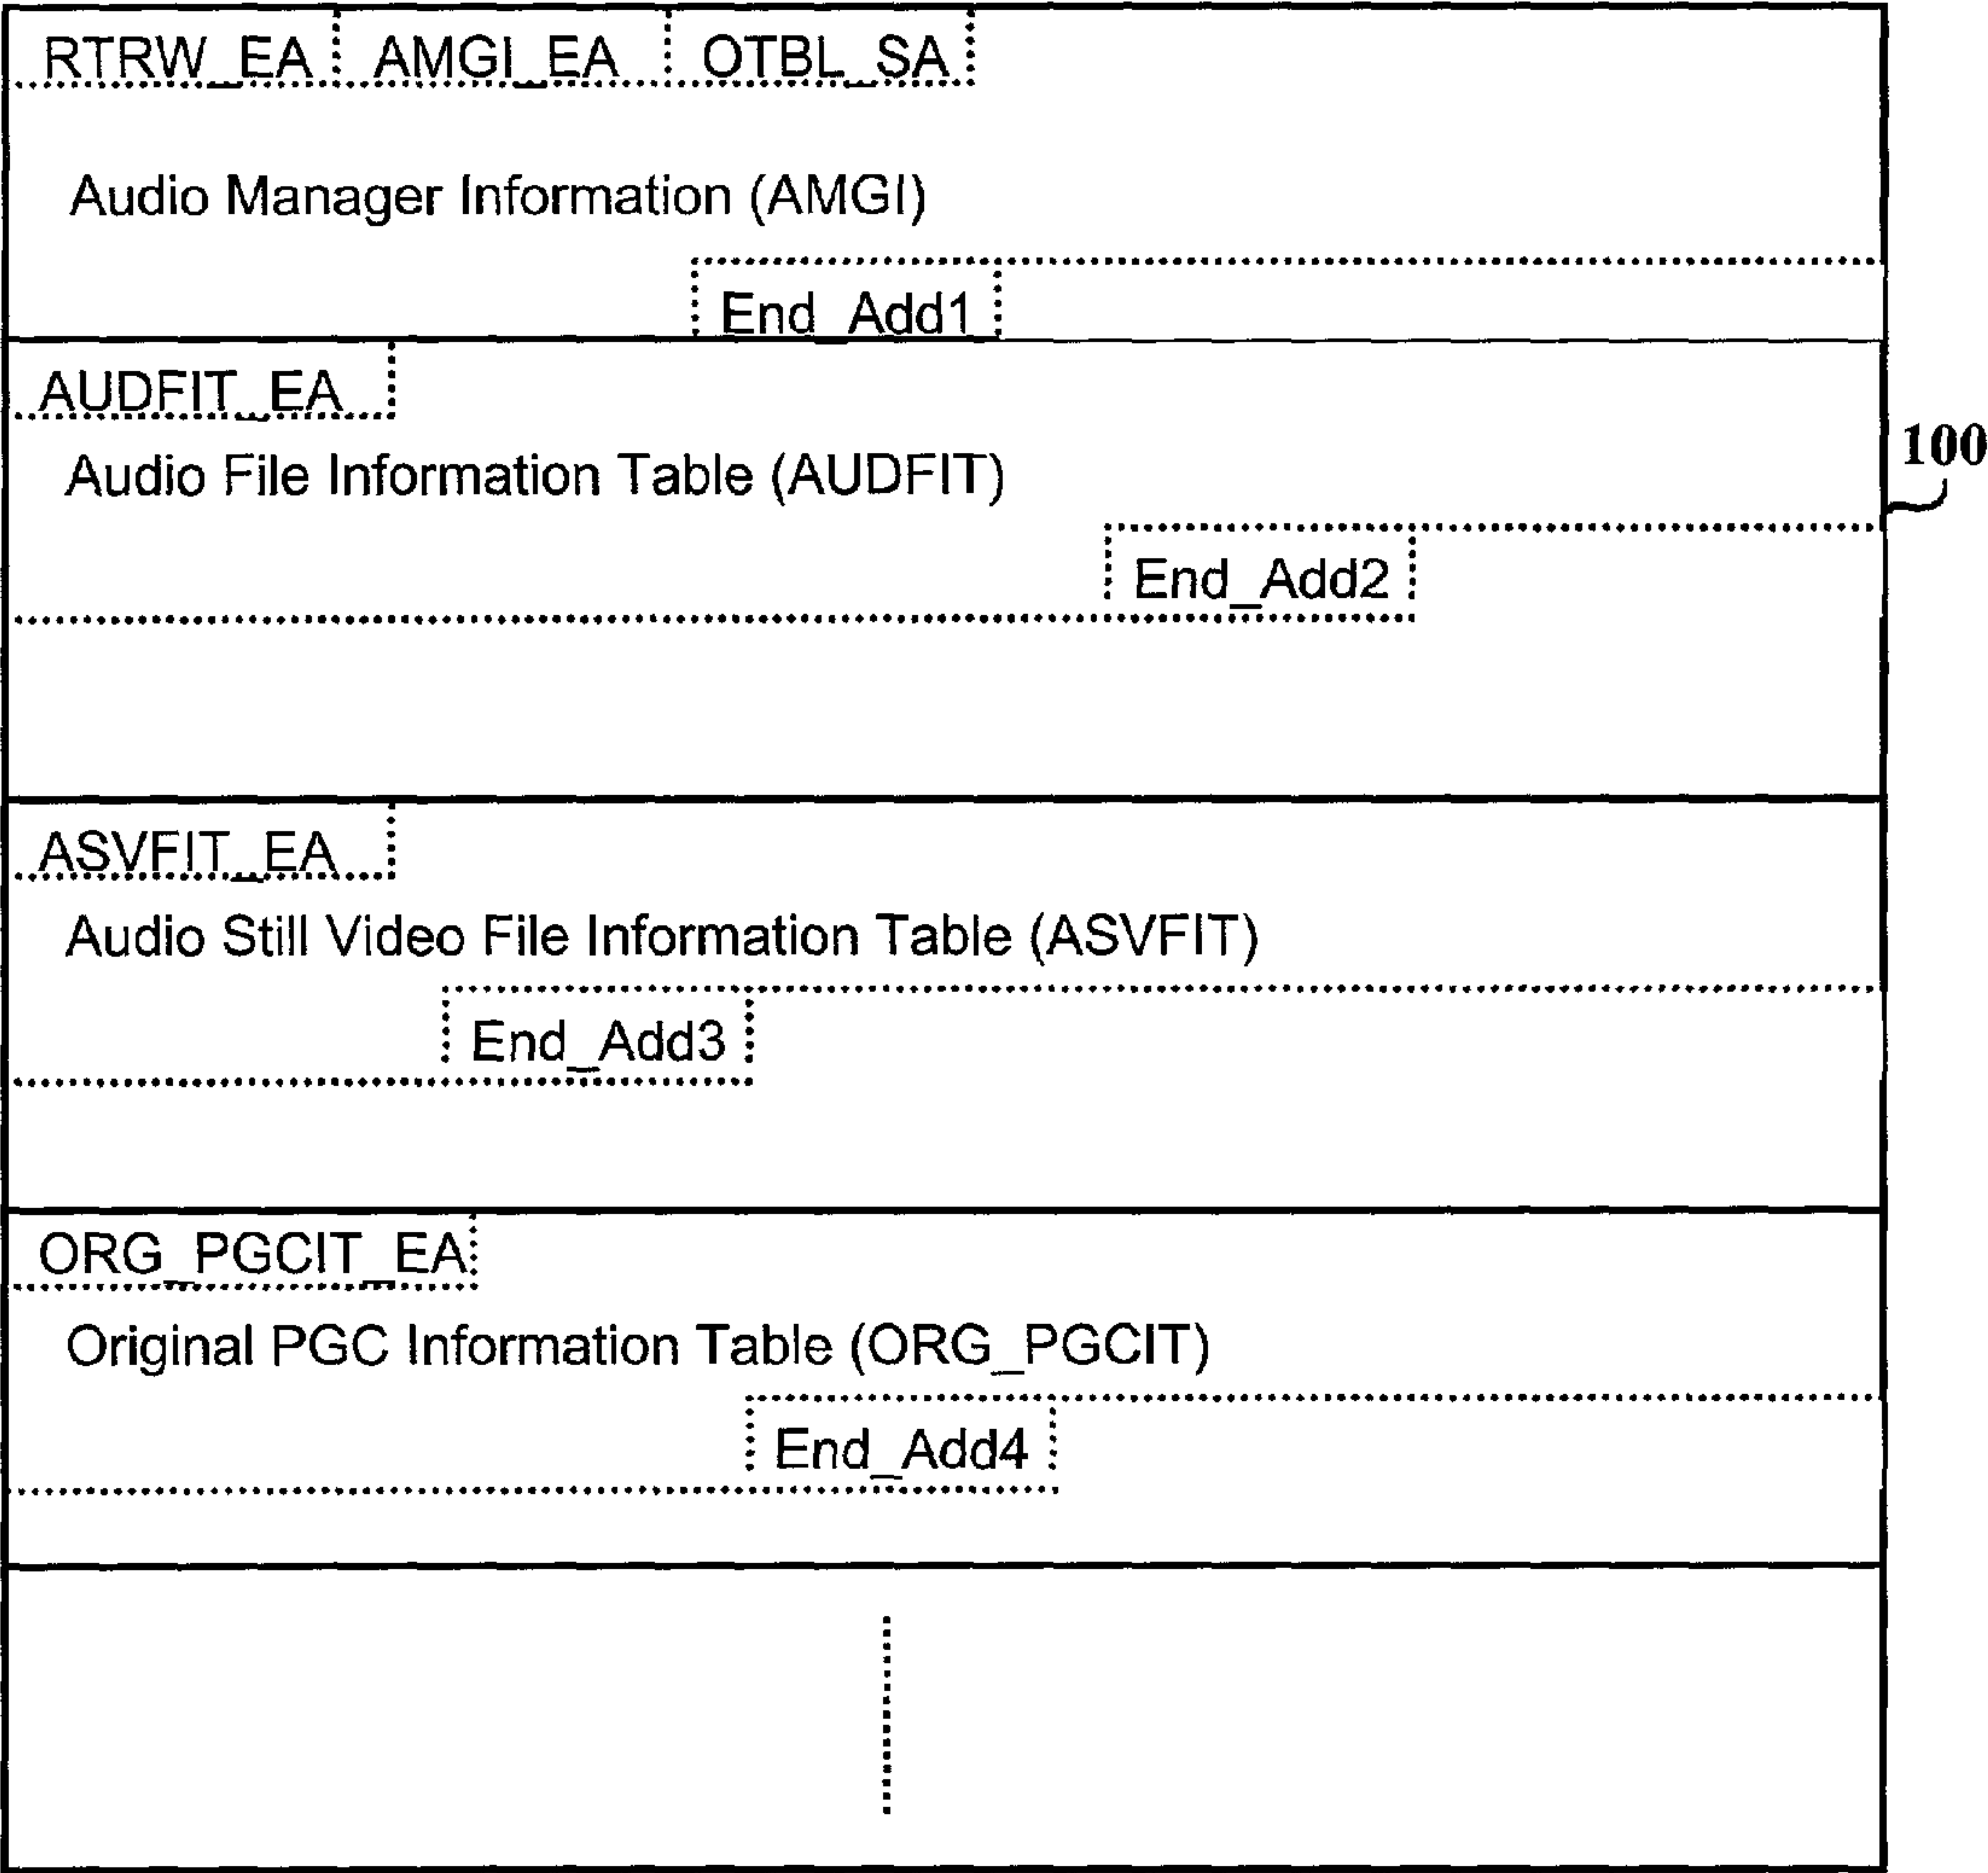 RTRW_EA AMGI_EA OTBL_SA
Audio Manager Information (AMGI)
End_Add1
AUDFIT_EA
100
Audio File Information Table (AUDFIT)
End_Add2
ASVFIT_EA
Audio Still Video File Information Table (ASVFIT)
End_Add3
ORG_PGCIT_EA
Original PGC Information Table (ORG_PGCIT)
End_Add4